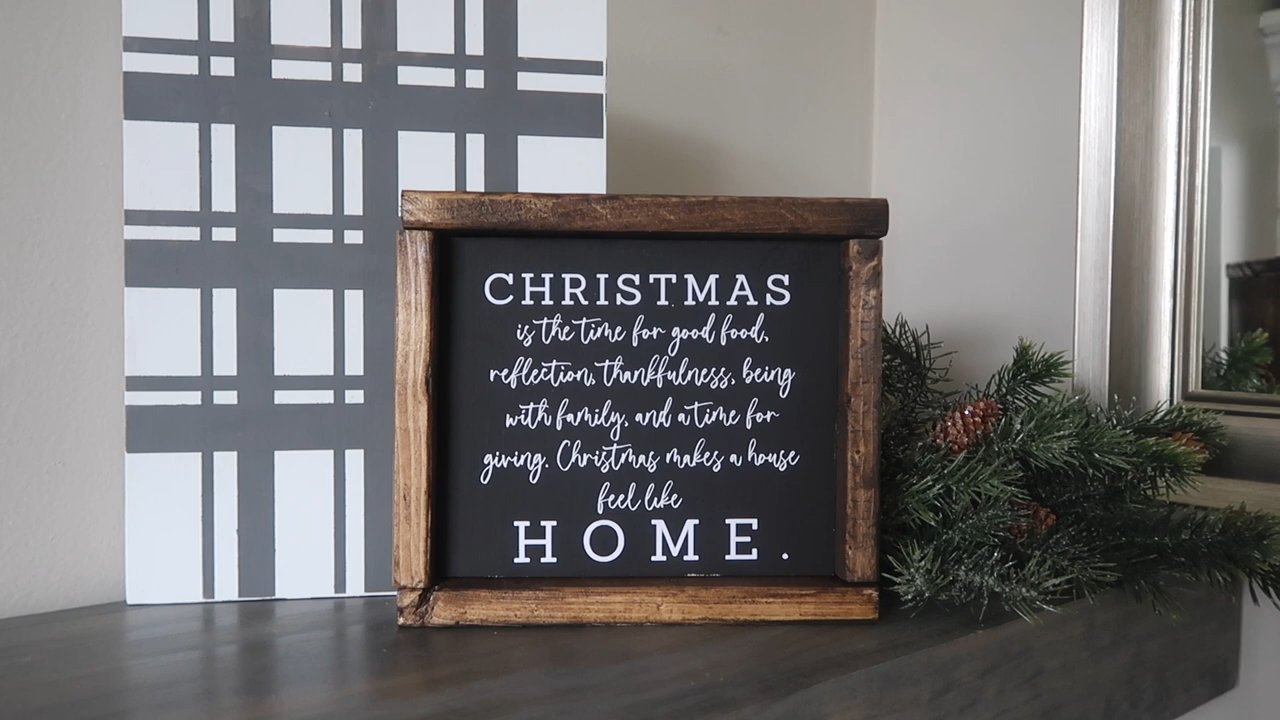 CHRISTMAS
is the time for good food,
reflection, thankfulness, being
with family, and a time for
giving. Christmas makes a house
feel like
HOME.